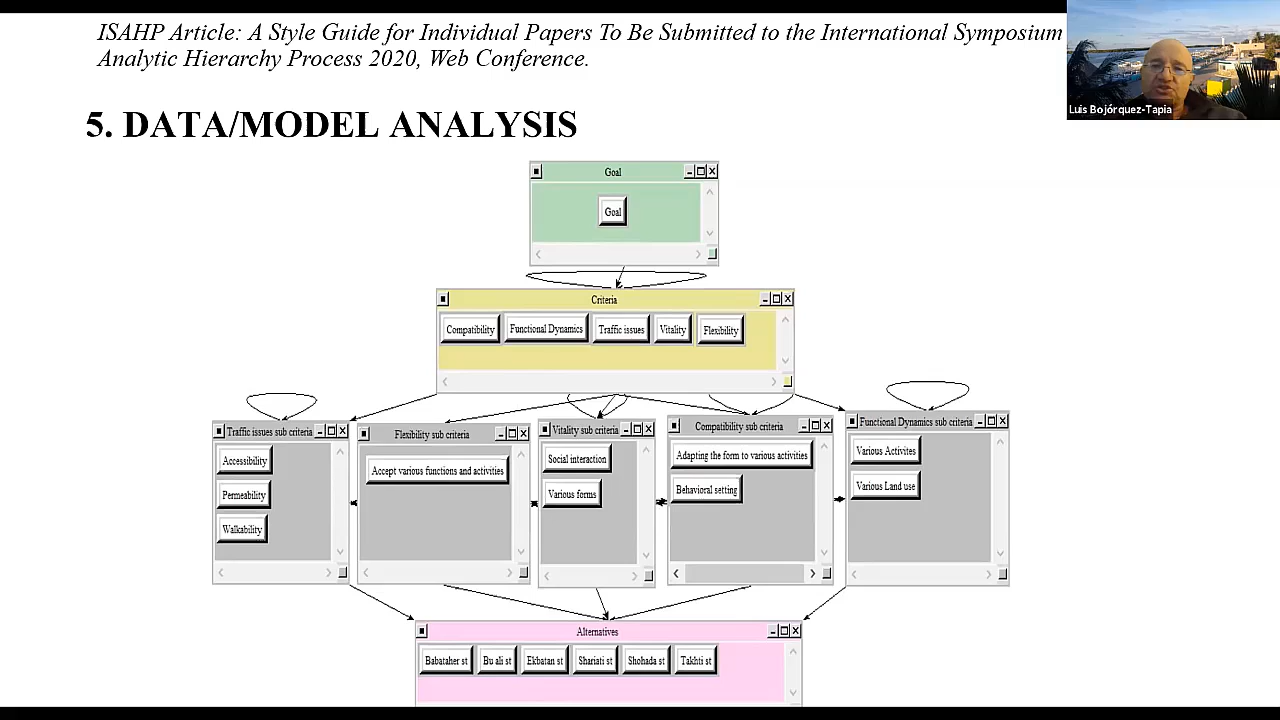 ISAHP Article: A Style Guide for Individual Papers To Be Submitted to the International Symposium
Analytic Hierarchy Process 2020, Web Conference.
Luis Bojórquez-Tapia
5. DATA/MODEL ANALYSIS
Goal
Goal
Criteria
Compatibility Functional Dynamics Traffic issues Vitality Flexibility
Traffic issues sub criteria
Accessibility
Permeability
Walkability
Flexibility sub criteria
Accept various functions and activities
Vitality sub criteria
Social interaction
Various forms
Compatibility sub criteria
Adapting the form to various activities
Behavioral setting
Functional Dynamics sub criteria
Various Activites
Various Land use
Alternatives
Babataher st Bu ali st Ekbatan st Shariati st Shohada st Takhti st